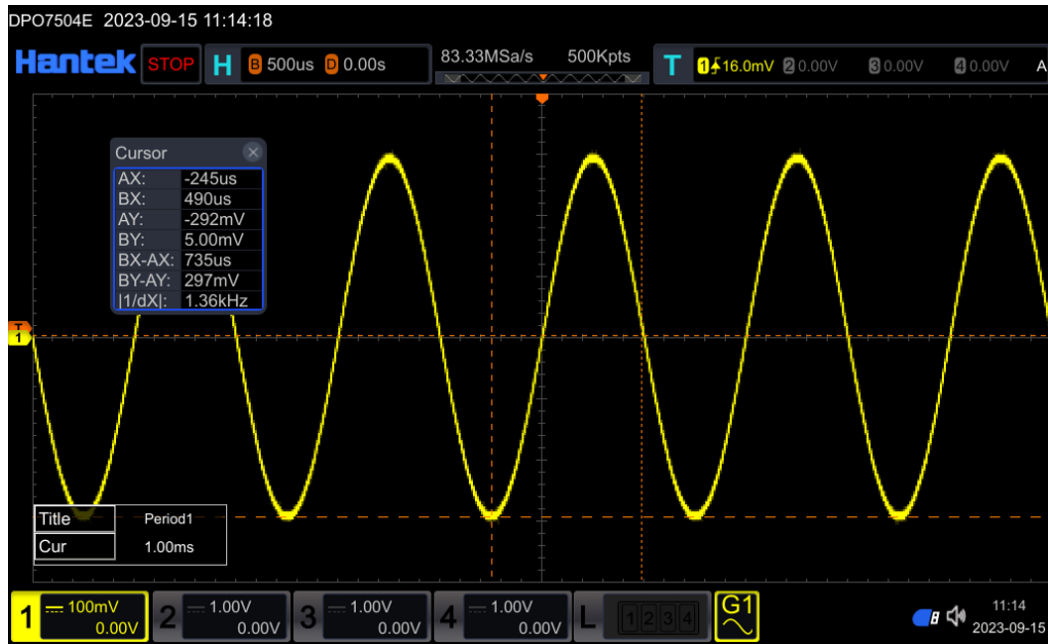 DPO7504E 2023-09-15 11:14:18
Hantek STOP H B 500us D 0.00s 83.33MSa/s 500Kpts T 1 16.0mV 2 0.00V 3 0.00V 4 0.00V A
Cursor
AX: -245us
BX: 490us
AY: -292mV
BY: 5.00mV
BX-AX: 735us
BY-AY: 297mV
|1/dX|: 1.36kHz
T
1
Title Period1
Cur 1.00ms
1 100mV 0.00V 2 1.00V 0.00V 3 1.00V 0.00V 4 1.00V 0.00V L 1 2 3 4 G1
11:14
2023-09-15